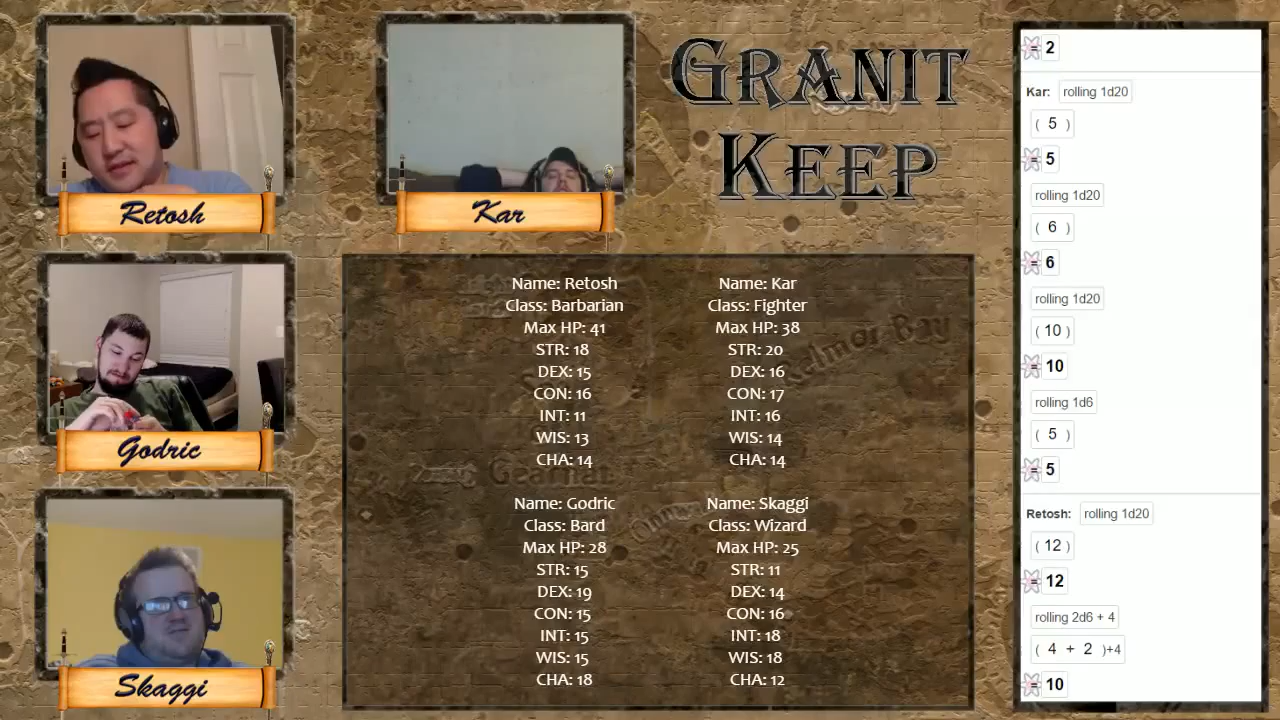 GRANIT
KEEP
Retosh
Kar
Godric
Skaggi
Name: Retosh
Class: Barbarian
Max HP: 41
STR: 18
DEX: 15
CON: 16
INT: 11
WIS: 13
CHA: 14
Name: Kar
Class: Fighter
Max HP: 38
STR: 20
DEX: 16
CON: 17
INT: 16
WIS: 14
CHA: 14
Name: Godric
Class: Bard
Max HP: 28
STR: 15
DEX: 19
CON: 15
INT: 15
WIS: 15
CHA: 18
Name: Skaggi
Class: Wizard
Max HP: 25
STR: 11
DEX: 14
CON: 16
INT: 18
WIS: 18
CHA: 12
= 2
Kar: rolling 1d20
( 5 )
= 5
rolling 1d20
( 6 )
= 6
rolling 1d20
( 10 )
= 10
rolling 1d6
( 5 )
= 5
Retosh: rolling 1d20
( 12 )
= 12
rolling 2d6 + 4
( 4 + 2 )+4
= 10